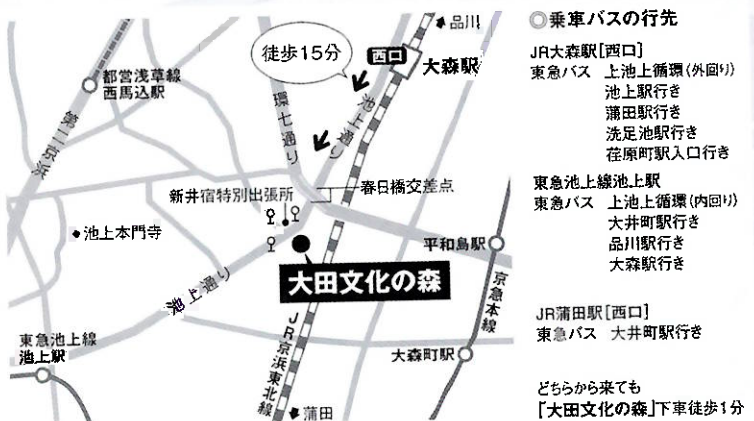 品川
徒歩15分
西口
大森駅
都営浅草線
西馬込駅
第二京浜
環七通り
池上通り
新井宿特別出張所
春日橋交差点
池上本門寺
平和島駅
大田文化の森
池上通り
京急本線
東急池上線
池上駅
JR京浜東北線
大森町駅
蒲田
◎乗車バスの行先
JR大森駅[西口]
東急バス 上池上循環(外回り)
池上駅行き
蒲田駅行き
洗足池駅行き
荏原町駅入口行き
東急池上線池上駅
東急バス 上池上循環(内回り)
大井町駅行き
品川駅行き
大森駅行き
JR蒲田駅[西口]
東急バス 大井町駅行き
どちらから来ても
「大田文化の森」下車徒歩1分